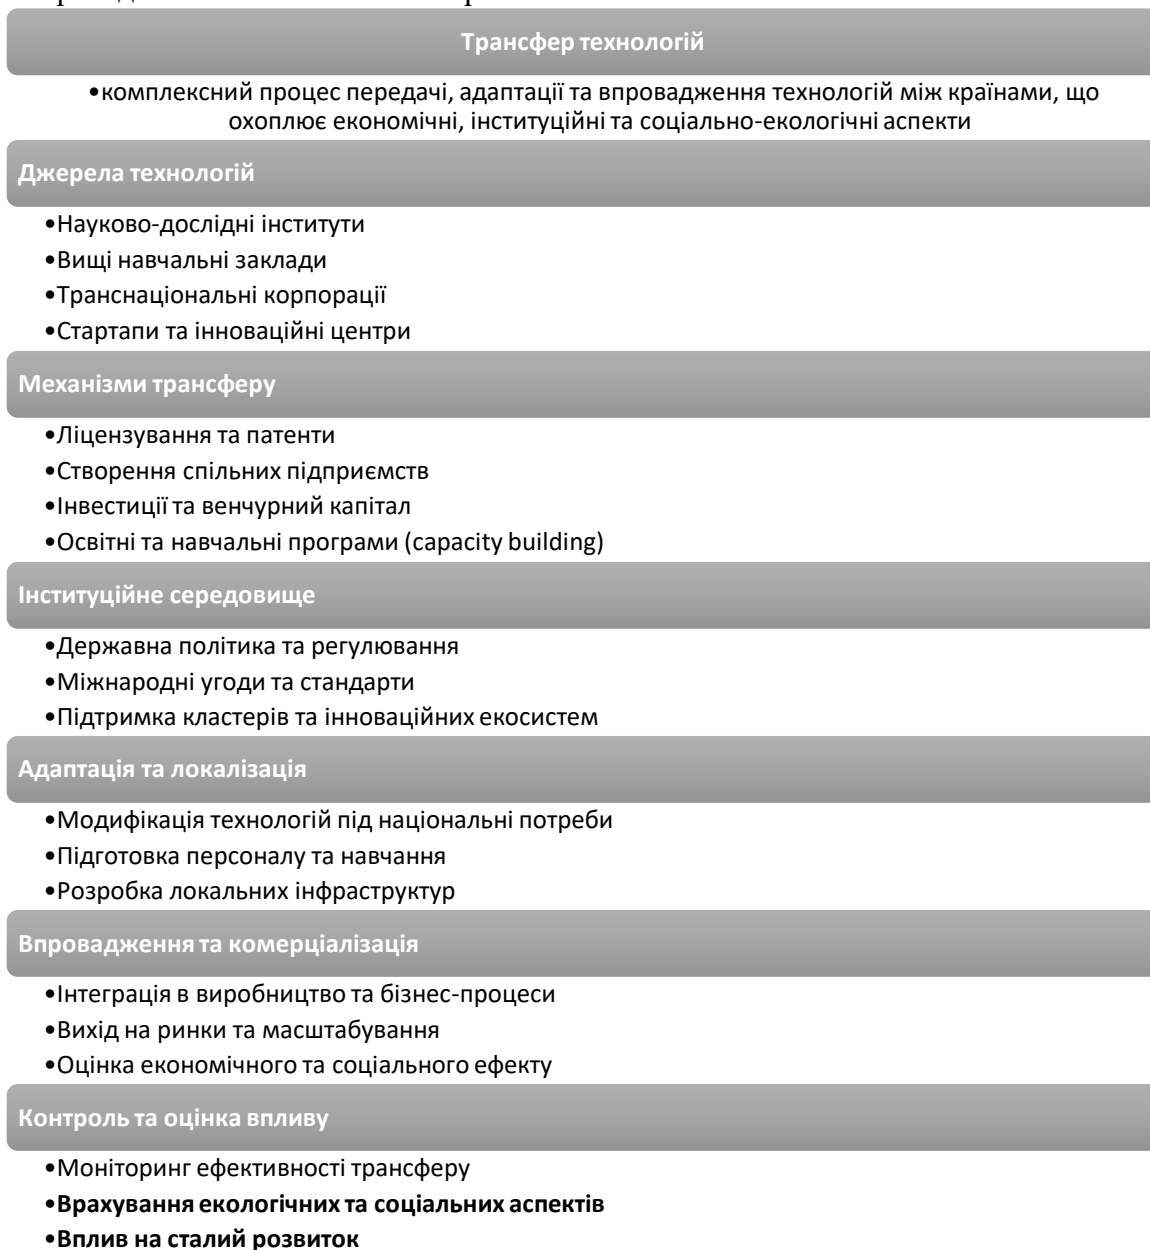 Трансфер технологій
•комплексний процес передачі, адаптації та впровадження технологій між країнами, що
охоплює економічні, інституційні та соціально-екологічні аспекти
Джерела технологій
•Науково-дослідні інститути
•Вищі навчальні заклади
•Транснаціональні корпорації
•Стартапи та інноваційні центри
Механізми трансферу
•Ліцензування та патенти
•Створення спільних підприємств
•Інвестиції та венчурний капітал
•Освітні та навчальні програми (capacity building)
Інституційне середовище
•Державна політика та регулювання
•Міжнародні угоди та стандарти
•Підтримка кластерів та інноваційних екосистем
Адаптація та локалізація
•Модифікація технологій під національні потреби
•Підготовка персоналу та навчання
•Розробка локальних інфраструктур
Впровадження та комерціалізація
•Інтеграція в виробництво та бізнес-процеси
•Вихід на ринки та масштабування
•Оцінка економічного та соціального ефекту
Контроль та оцінка впливу
•Моніторинг ефективності трансферу
•Врахування екологічних та соціальних аспектів
•Вплив на сталий розвиток